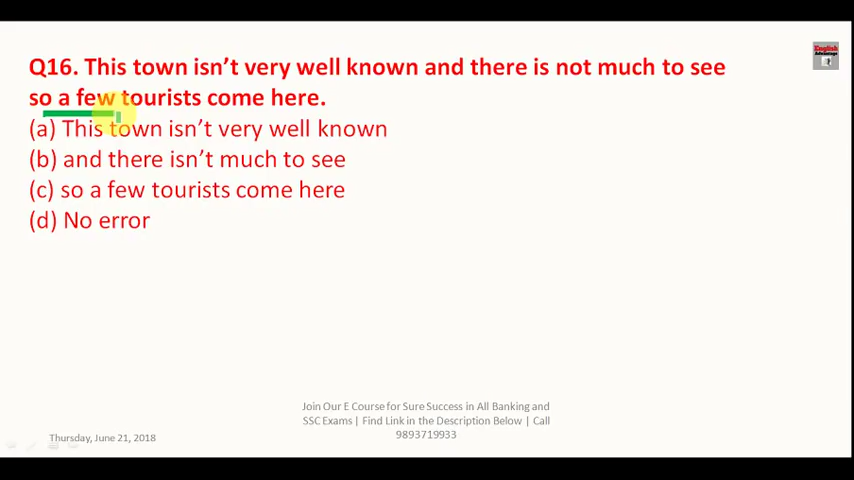 English
Advantage
Q16. This town isn't very well known and there is not much to see
so a few tourists come here.
(a) This town isn't very well known
(b) and there isn't much to see
(c) so a few tourists come here
(d) No error
Join Our E Course for Sure Success in All Banking and
SSC Exams | Find Link in the Description Below | Call
9893719933
Thursday, June 21, 2018